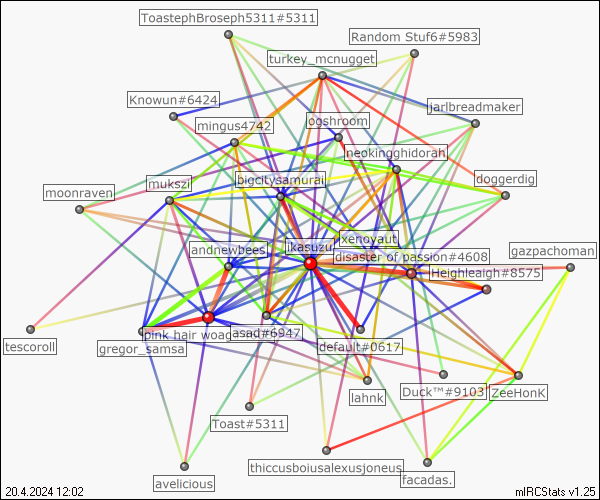 ToastephBroseph5311#5311
Random Stuf6#5983
turkey_mcnugget
Knowun#6424
jarlbreadmaker
ogshroom
mingus4742
neokingghidorah
bigcitysamurai
doggerdig
mukszi
moonraven
xenoyaut
ikasuzu
andnewbees
disaster of passion#4608
gazpachoman
Heighleaigh#8575
pink hair woag
asad#6947
default#0617
tescoroll
gregor_samsa
lahnk
Duck™#9103
ZeeHonK
Toast#5311
thiccusboiusalexusjoneus
facadas.
avelicious
20.4.2024 12:02
mIRCStats v1.25